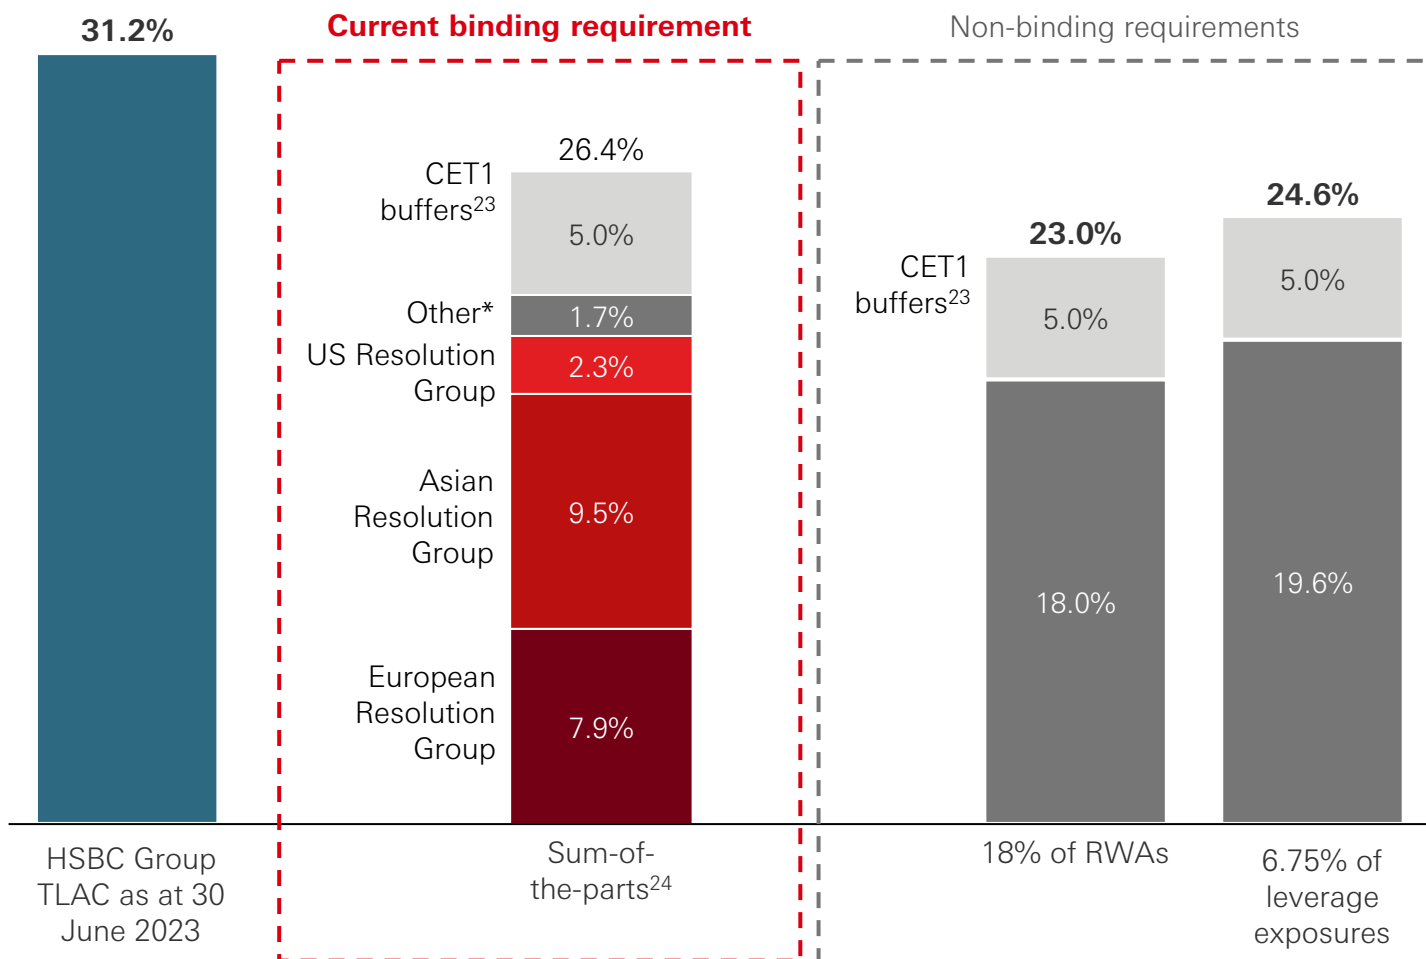 31.2%
HSBC Group
TLAC as at 30
June 2023
Current binding requirement
26.4%
CET1
buffers23
5.0%
Other*
1.7%
US Resolution
Group
2.3%
Asian
Resolution
Group
9.5%
European
Resolution
Group
7.9%
Sum-of-
the-parts24
Non-binding requirements
CET1
buffers23
23.0%
5.0%
18.0%
18% of RWAs
24.6%
5.0%
19.6%
6.75% of
leverage
exposures